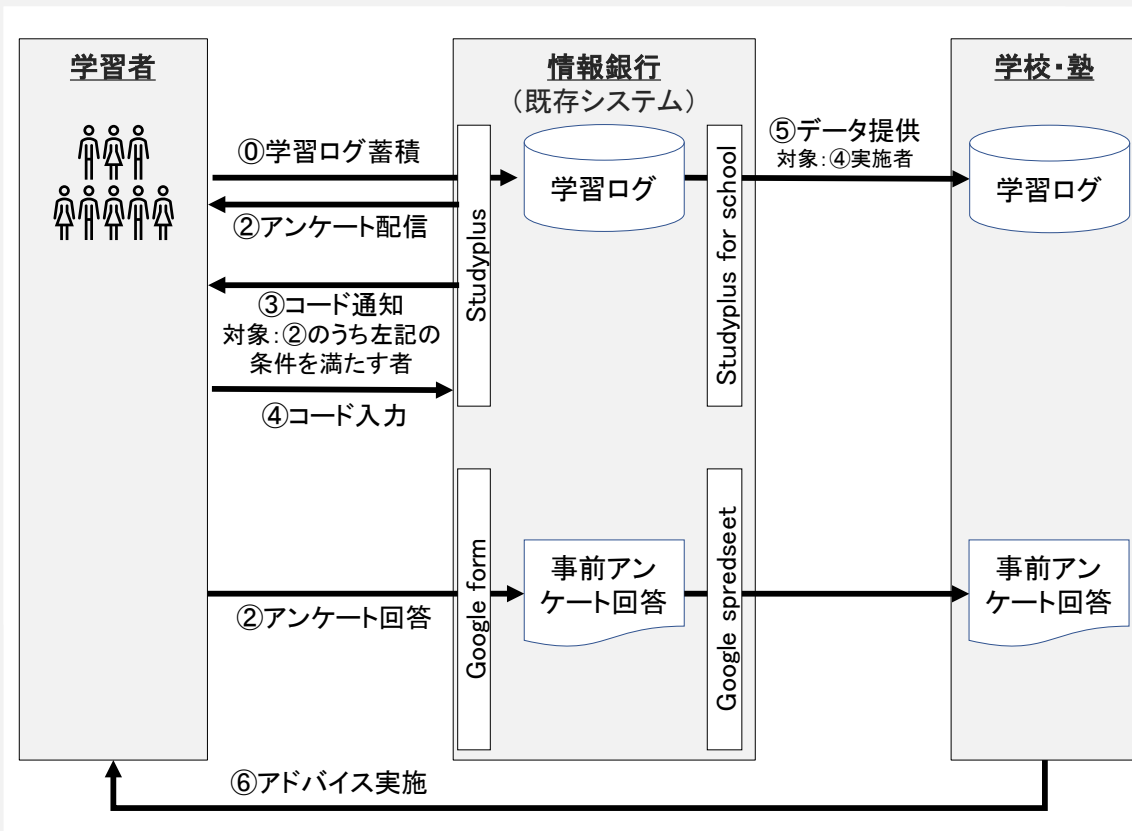 学習者
情報銀行
（既存システム）
学校・塾
⓪学習ログ蓄積
②アンケート配信
③コード通知
対象：②のうち左記の
条件を満たす者
④コード入力
Studyplus
学習ログ
Studyplus for school
⑤データ提供
対象：④実施者
学習ログ
②アンケート回答
Google form
事前アン
ケート回答
Google spredseet
事前アン
ケート回答
⑥アドバイス実施